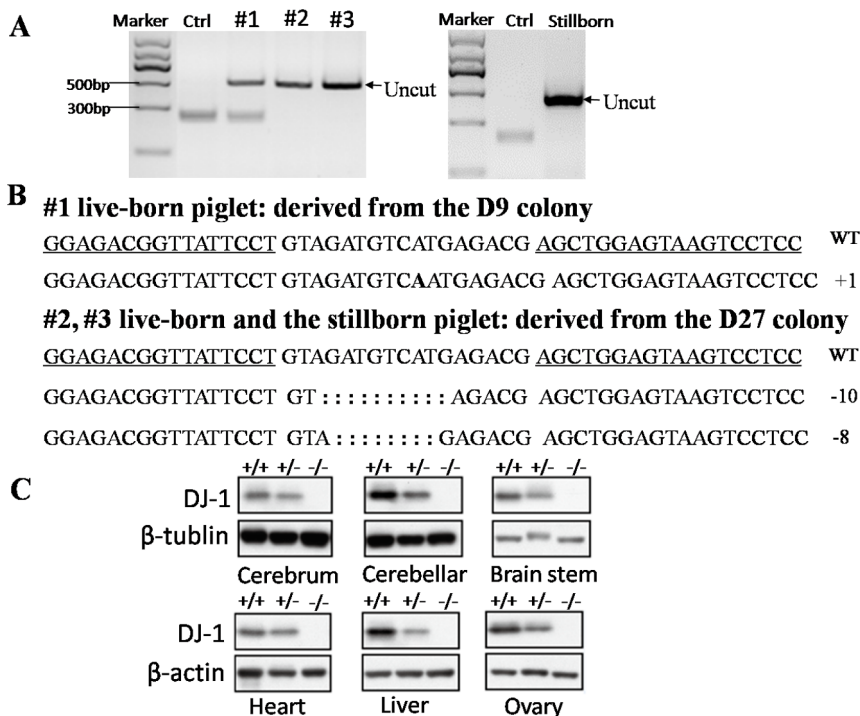 A
Marker Ctrl #1 #2 #3
500bp
300bp
Uncut
Marker Ctrl Stillborn
Uncut
B
#1 live-born piglet: derived from the D9 colony
GGAGACGGTTATTCCT GTAGATGTCATGAGACG AGCTGGAGTAAGTCCTCC WT
GGAGACGGTTATTCCT GTAGATGTCAATGAGACG AGCTGGAGTAAGTCCTCC +1
#2, #3 live-born and the stillborn piglet: derived from the D27 colony
GGAGACGGTTATTCCT GTAGATGTCATGAGACG AGCTGGAGTAAGTCCTCC WT
GGAGACGGTTATTCCT GT::::::::::AGACG AGCTGGAGTAAGTCCTCC -10
GGAGACGGTTATTCCT GTA::::::::GAGACG AGCTGGAGTAAGTCCTCC -8
C
+/+ +/- -/- +/+ +/- -/- +/+ +/- -/-
DJ-1
β-tublin
Cerebrum Cerebellar Brain stem
+/+ +/- -/- +/+ +/- -/- +/+ +/- -/-
DJ-1
β-actin
Heart Liver Ovary